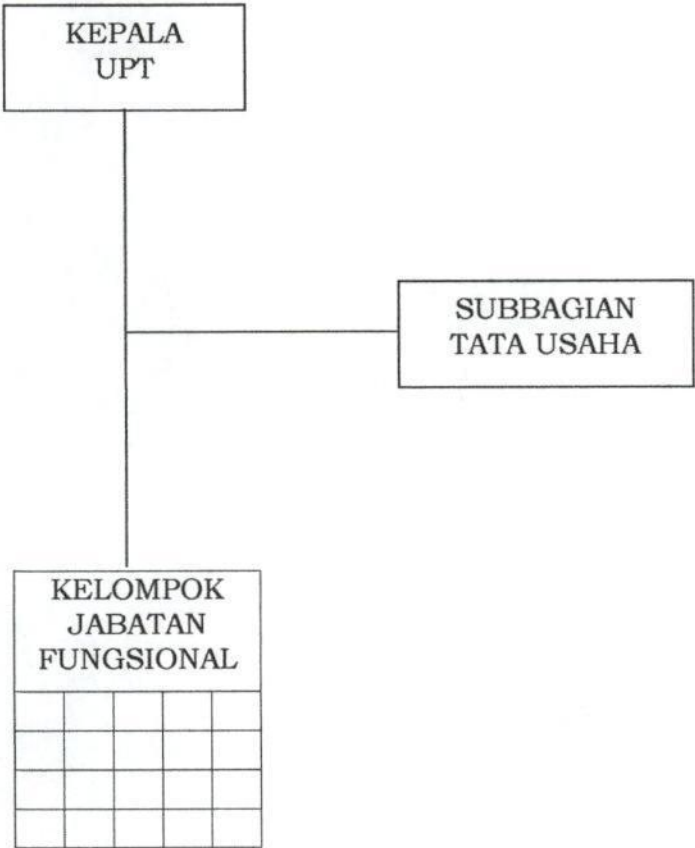 KEPALA
UPT
SUBBAGIAN
TATA USAHA
KELOMPOK
JABATAN
FUNGSIONAL